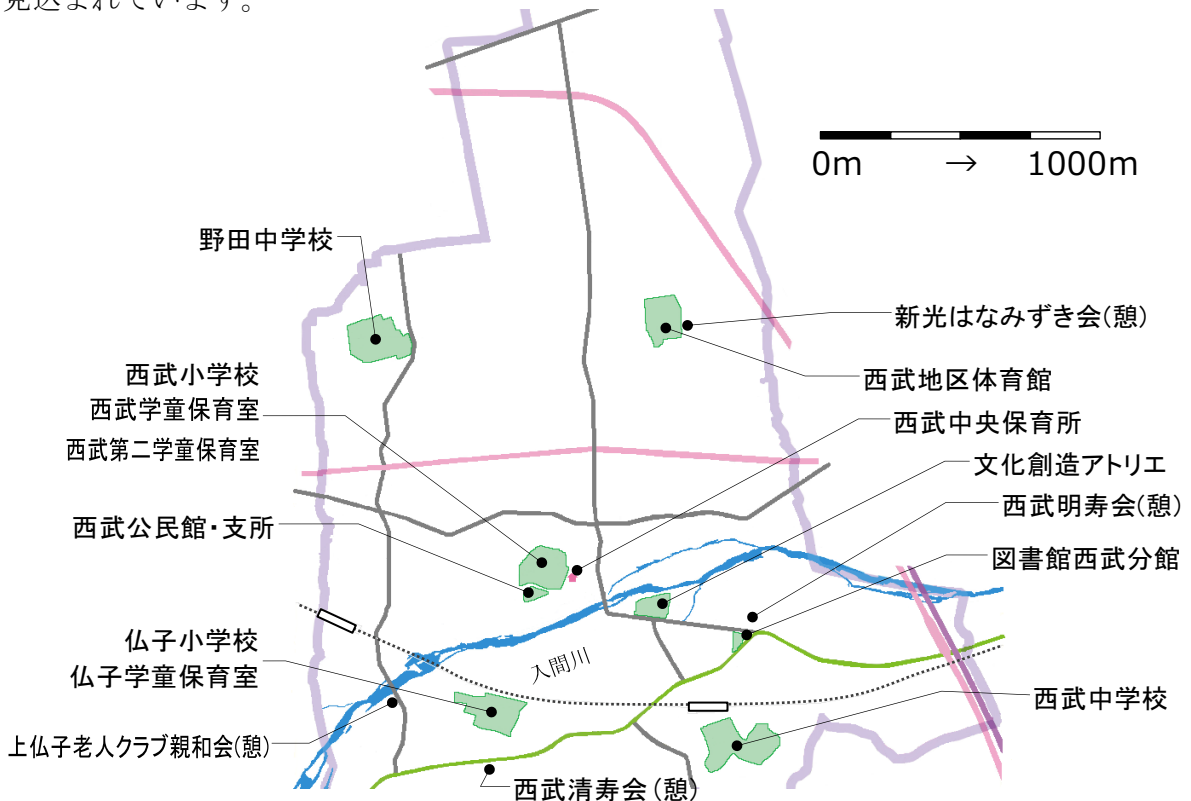 見込まれています。
0m → 1000m
野田中学校
新光はなみずき会(憩)
西武小学校
西武学童保育室
西武第二学童保育室
西武地区体育館
西武中央保育所
文化創造アトリエ
西武明寿会(憩)
西武公民館・支所
図書館西武分館
仏子小学校
仏子学童保育室
入間川
西武中学校
上仏子老人クラブ親和会(憩)
西武清寿会(憩)